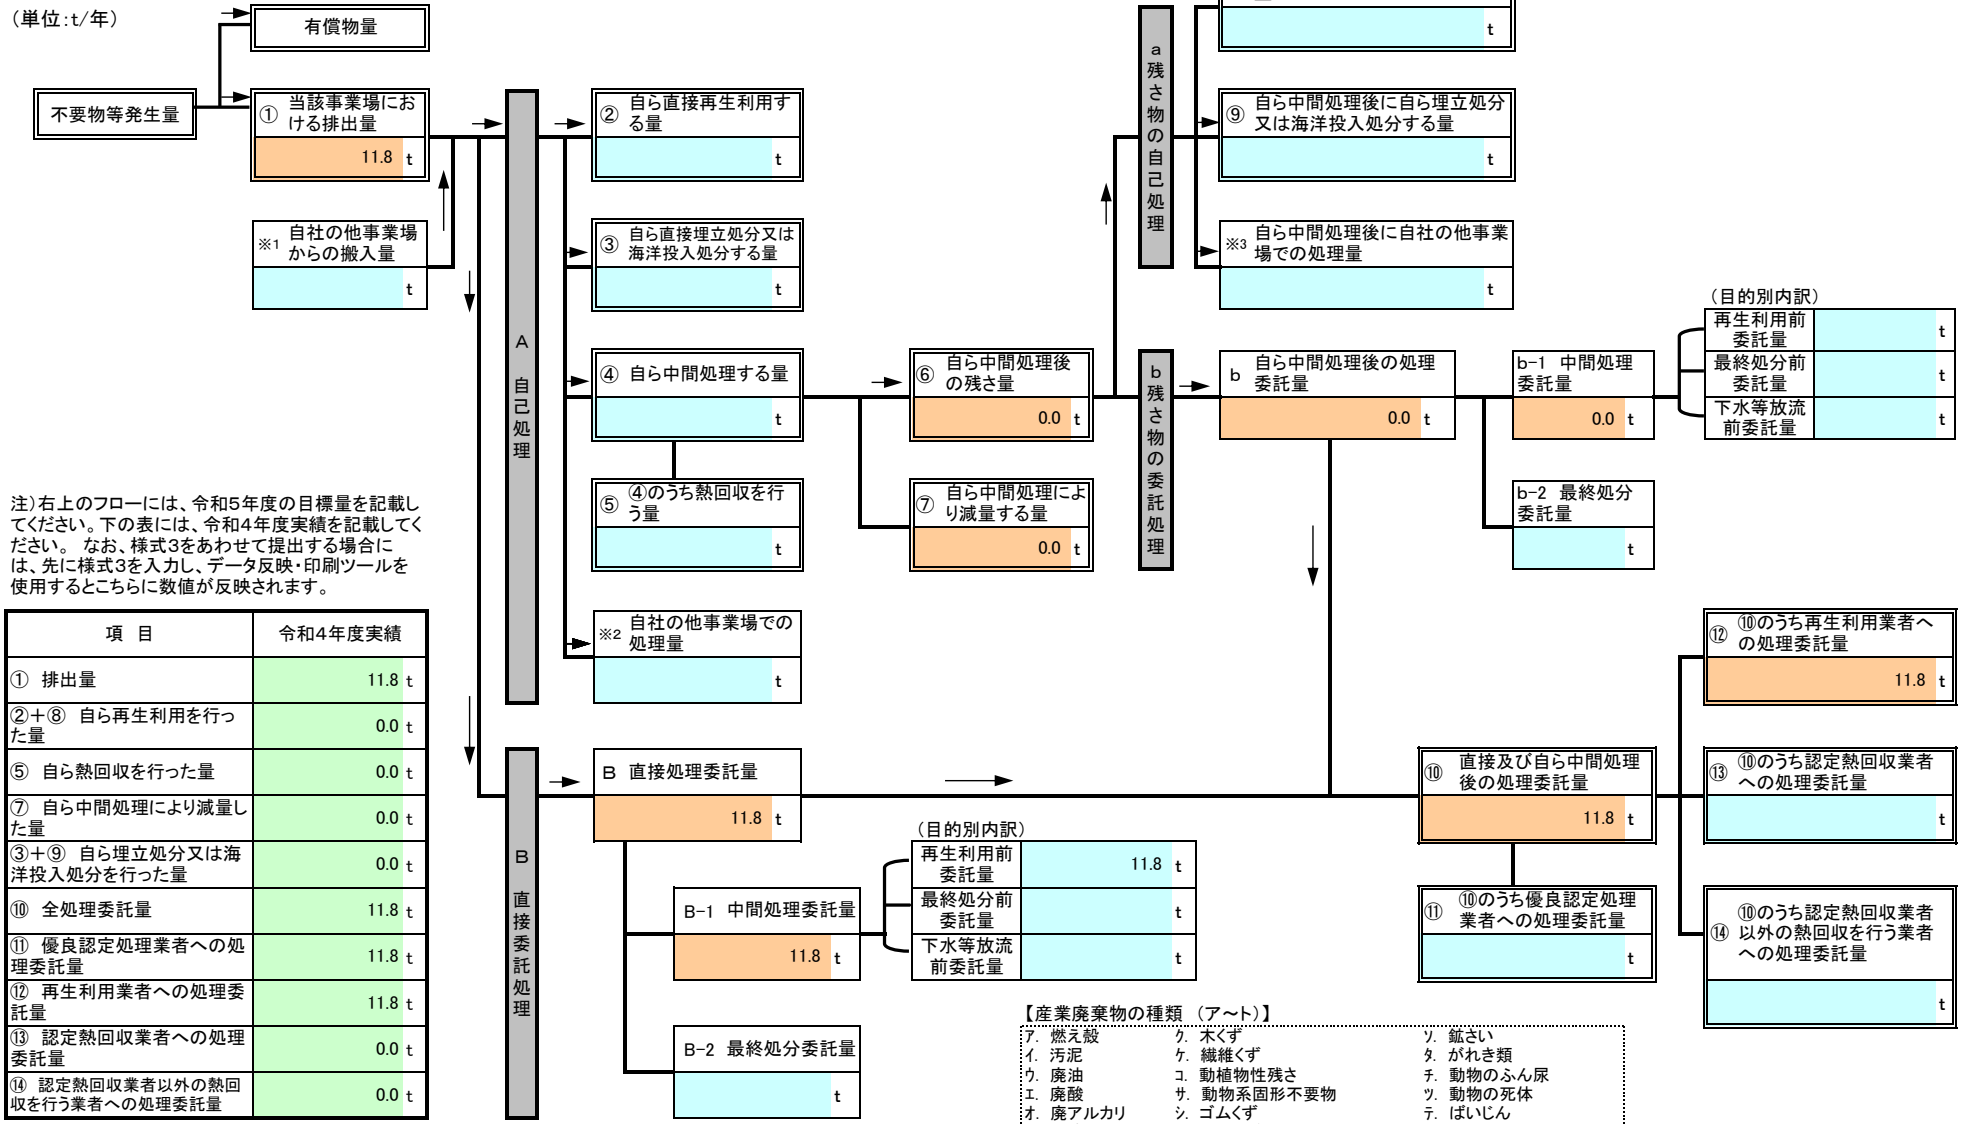 （単位：t/年）
有償物量
不要物等発生量
① 当該事業場にお
ける排出量
11.8 t
※1 自社の他事業場
からの搬入量
t
A 自己処理
② 自ら直接再生利用す
る量
t
③ 自ら直接埋立処分又は
海洋投入処分する量
t
④ 自ら中間処理する量
t
⑤ ④のうち熱回収を行
う量
t
※2 自社の他事業場での
処理量
t
⑥ 自ら中間処理後
の残さ量
0.0 t
⑦ 自ら中間処理によ
り減量する量
0.0 t
a 残さ物の自己処理
t
⑨ 自ら中間処理後に自ら埋立処分
又は海洋投入処分する量
t
※3 自ら中間処理後に自社の他事業
場での処理量
t
b 残さ物の委託処理
b 自ら中間処理後の処理
委託量
0.0 t
b-1 中間処理
委託量
0.0 t
b-2 最終処分
委託量
t
（目的別内訳）
再生利用前
委託量
t
最終処分前
委託量
t
下水等放流
前委託量
t
注）右上のフローには、令和５年度の目標量を記載し
てください。下の表には、令和４年度実績を記載してく
ださい。 なお、様式３をあわせて提出する場合に
は、先に様式３を入力し、データ反映・印刷ツールを
使用するとこちらに数値が反映されます。
項 目 令和４年度実績
① 排出量 11.8 t
②＋⑧ 自ら再生利用を行っ
た量 0.0 t
⑤ 自ら熱回収を行った量 0.0 t
⑦ 自ら中間処理により減量し
た量 0.0 t
③＋⑨ 自ら埋立処分又は海
洋投入処分を行った量 0.0 t
⑩ 全処理委託量 11.8 t
⑪ 優良認定処理業者への処
理委託量 11.8 t
⑫ 再生利用業者への処理委
託量 11.8 t
⑬ 認定熱回収業者への処理
委託量 0.0 t
⑭ 認定熱回収業者以外の熱回
収を行う業者への処理委託量 0.0 t
B 直接委託処理
B 直接処理委託量
11.8 t
B-1 中間処理委託量
11.8 t
B-2 最終処分委託量
t
（目的別内訳）
再生利用前
委託量
11.8 t
最終処分前
委託量
t
下水等放流
前委託量
t
⑩ 直接及び自ら中間処理
後の処理委託量
11.8 t
⑪ ⑩のうち優良認定処理
業者への処理委託量
t
⑫ ⑩のうち再生利用業者へ
の処理委託量
11.8 t
⑬ ⑩のうち認定熱回収業者
への処理委託量
t
⑭ ⑩のうち認定熱回収業者
以外の熱回収を行う業者
への処理委託量
t
【産業廃棄物の種類 （ア～ト）】
ア. 燃え殻 ク. 木くず ソ. 鉱さい
イ. 汚泥 ケ. 繊維くず タ. がれき類
ウ. 廃油 コ. 動植物性残さ チ. 動物のふん尿
エ. 廃酸 サ. 動物系固形不要物 ツ. 動物の死体
オ. 廃アルカリ シ. ゴムくず テ. ばいじん